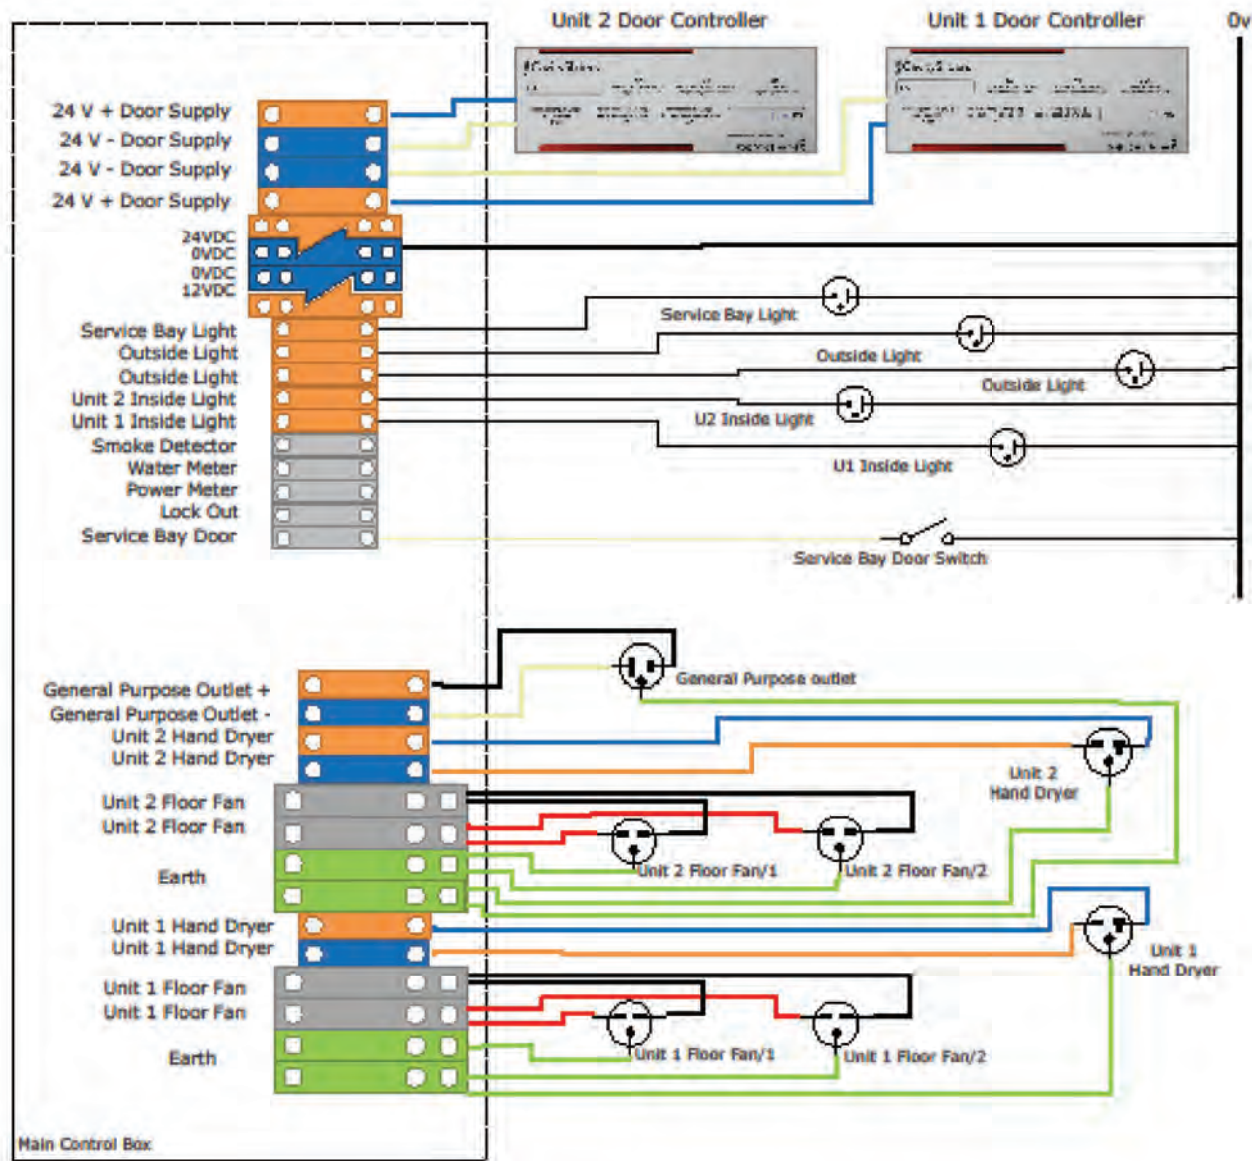 Unit 2 Door Controller
Unit 1 Door Controller
0v
24 V + Door Supply
24 V - Door Supply
24 V - Door Supply
24 V + Door Supply
24VDC
0VDC
0VDC
12VDC
Service Bay Light
Outside Light
Outside Light
Unit 2 Inside Light
Unit 1 Inside Light
Smoke Detector
Water Meter
Power Meter
Lock Out
Service Bay Door
Service Bay Light
Outside Light
Outside Light
U2 Inside Light
U1 Inside Light
Service Bay Door Switch
General Purpose Outlet +
General Purpose Outlet -
Unit 2 Hand Dryer
Unit 2 Hand Dryer
Unit 2 Floor Fan
Unit 2 Floor Fan
Earth
Unit 1 Hand Dryer
Unit 1 Hand Dryer
Unit 1 Floor Fan
Unit 1 Floor Fan
Earth
General Purpose outlet
Unit 2
Hand Dryer
Unit 2 Floor Fan/1
Unit 2 Floor Fan/2
Unit 1
Hand Dryer
Unit 1 Floor Fan/1
Unit 1 Floor Fan/2
Main Control Box